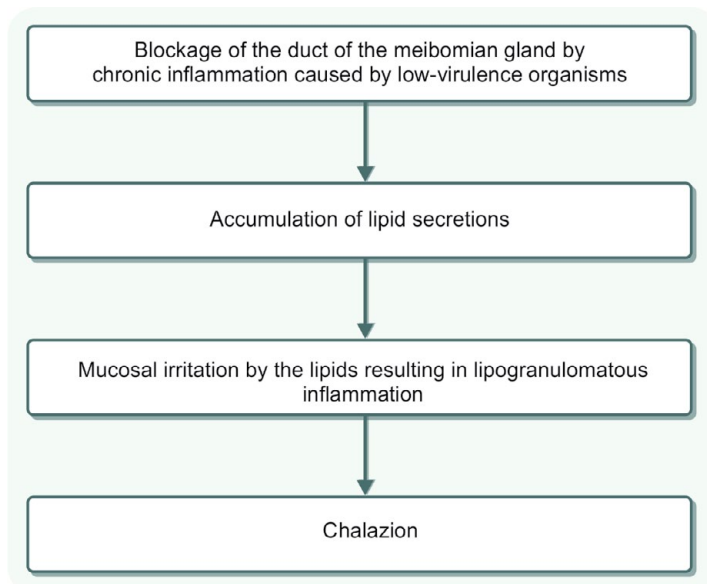 Blockage of the duct of the meibomian gland by
chronic inflammation caused by low-virulence organisms
Accumulation of lipid secretions
Mucosal irritation by the lipids resulting in lipogranulomatous
inflammation
Chalazion